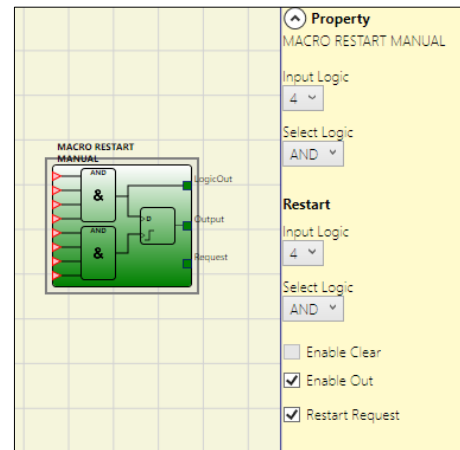 MACRO RESTART
MANUAL
AND
&
AND
&
D
LogicOut
Output
Request
Property
MACRO RESTART MANUAL
Input Logic
4
Select Logic
AND
Restart
Input Logic
4
Select Logic
AND
Enable Clear
Enable Out
Restart Request